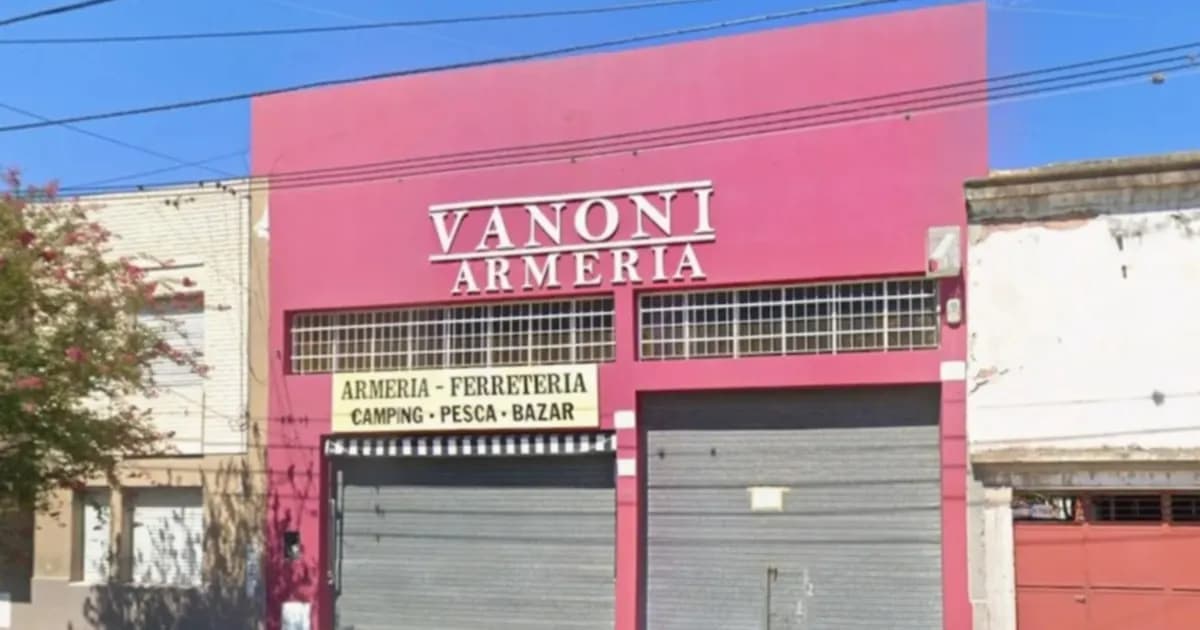 VANONI
ARMERIA
ARMERIA - FERRETERIA
CAMPING · PESCA · BAZAR